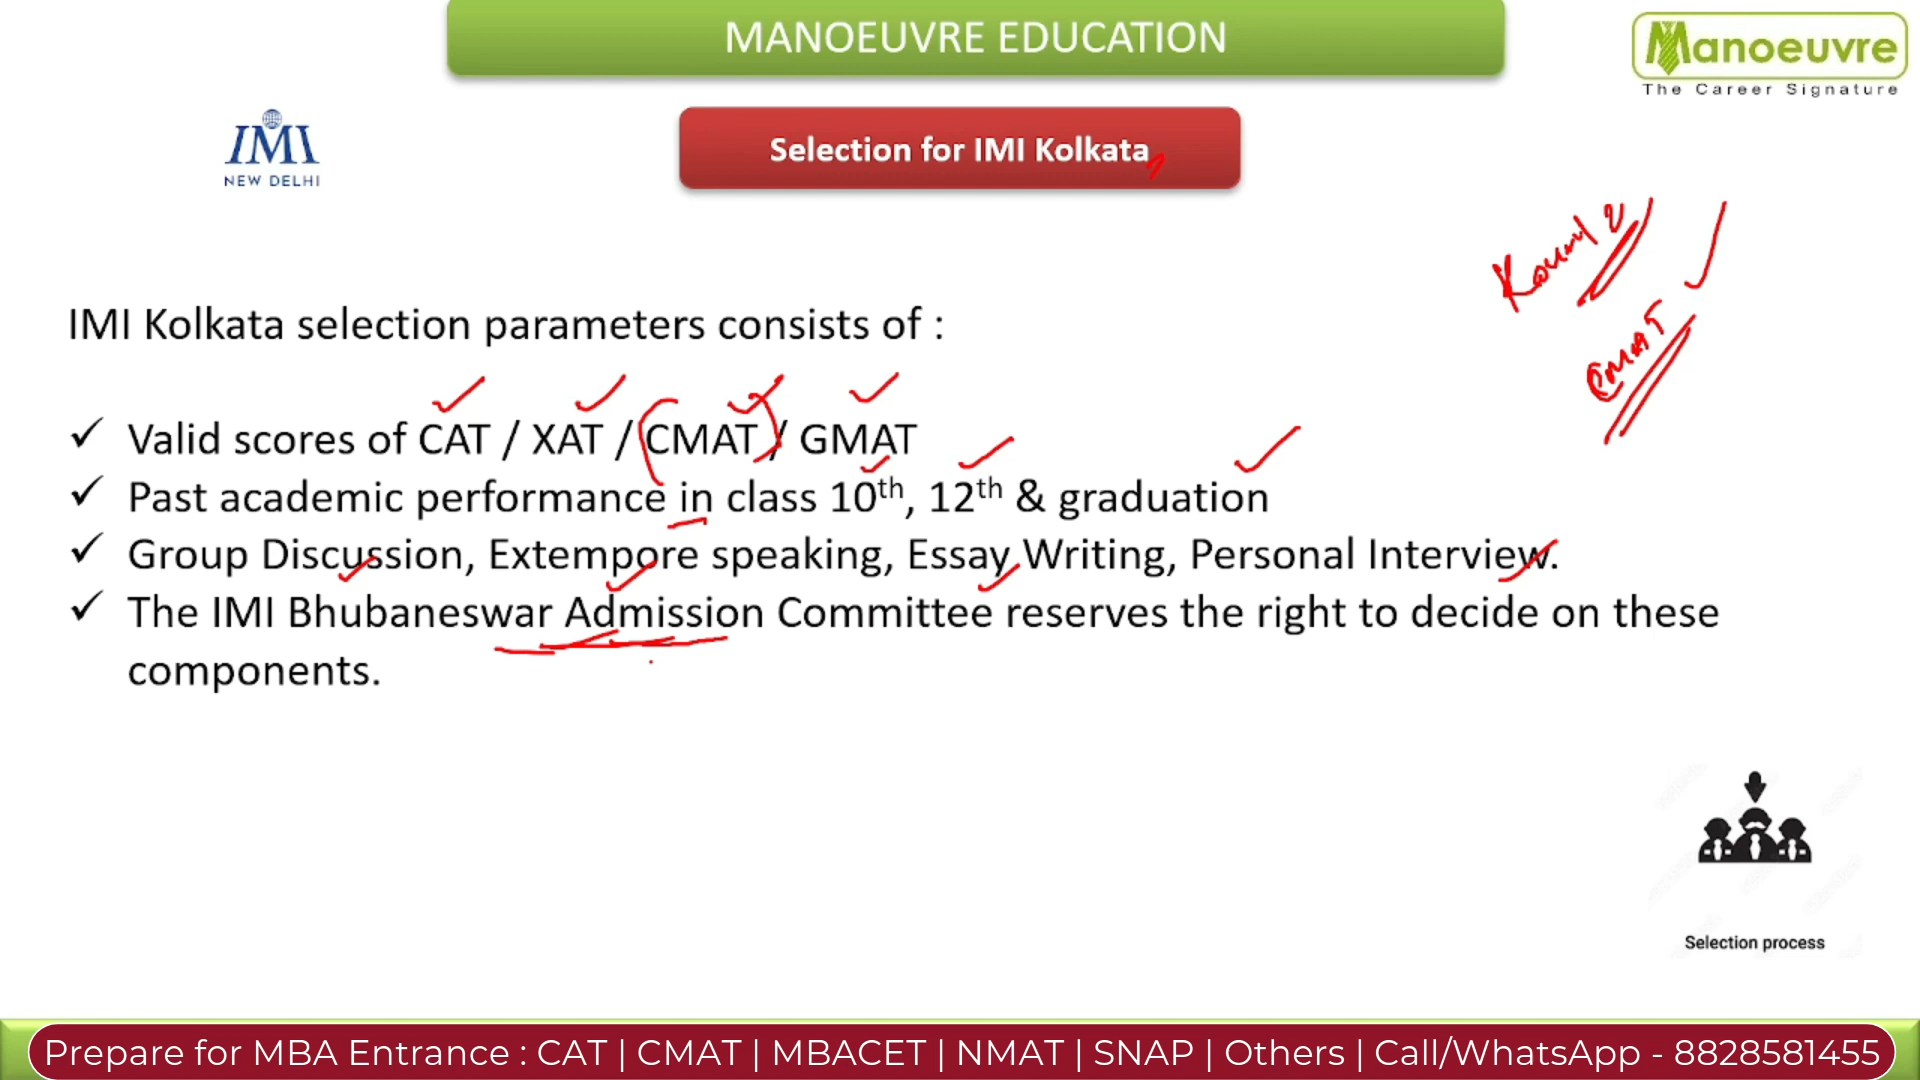 MANOEUVRE EDUCATION
Manoeuvre
The Career Signature
IMI
NEW DELHI
Selection for IMI Kolkata
Round 2
CMAT
IMI Kolkata selection parameters consists of :
✓ Valid scores of CAT / XAT / CMAT / GMAT
✓ Past academic performance in class 10th, 12th & graduation
✓ Group Discussion, Extempore speaking, Essay Writing, Personal Interview.
✓ The IMI Bhubaneswar Admission Committee reserves the right to decide on these
components.
Selection process
Prepare for MBA Entrance : CAT | CMAT | MBACET | NMAT | SNAP | Others | Call/WhatsApp - 8828581455